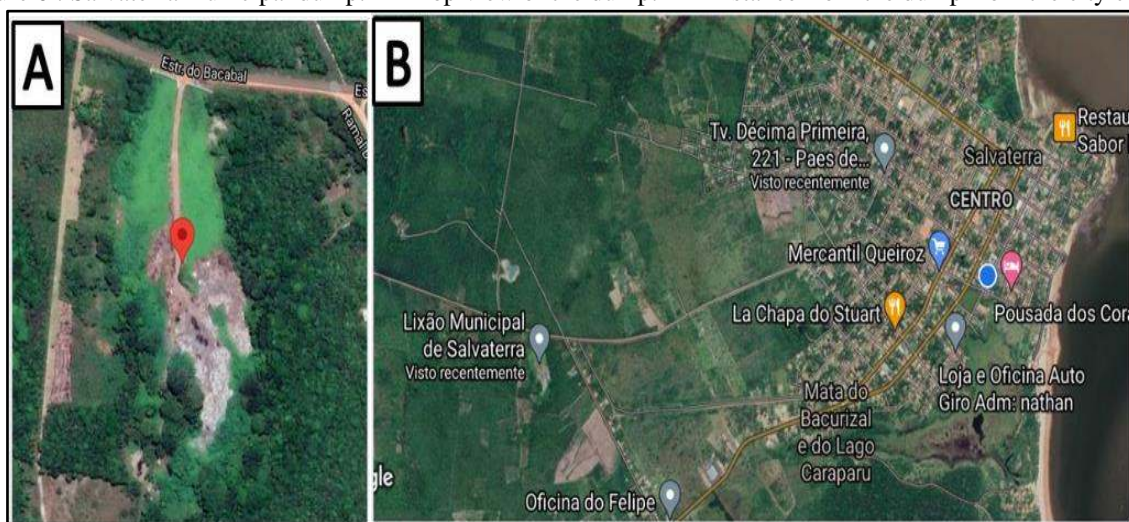 A
Estr. do Bacabal
B
Restau
Sabor
Tv. Décima Primeira,
221 - Paes de...
Visto recentemente
Salvaterra
CENTRO
Mercantil Queiroz
La Chapa do Stuart
Pousada dos Cora
Lixão Municipal
de Salvaterra
Visto recentemente
Loja e Oficina Auto
Giro Adm: nathan
Mata do
Bacurizal
e do Lago
Caraparu
gle
Oficina do Felipe